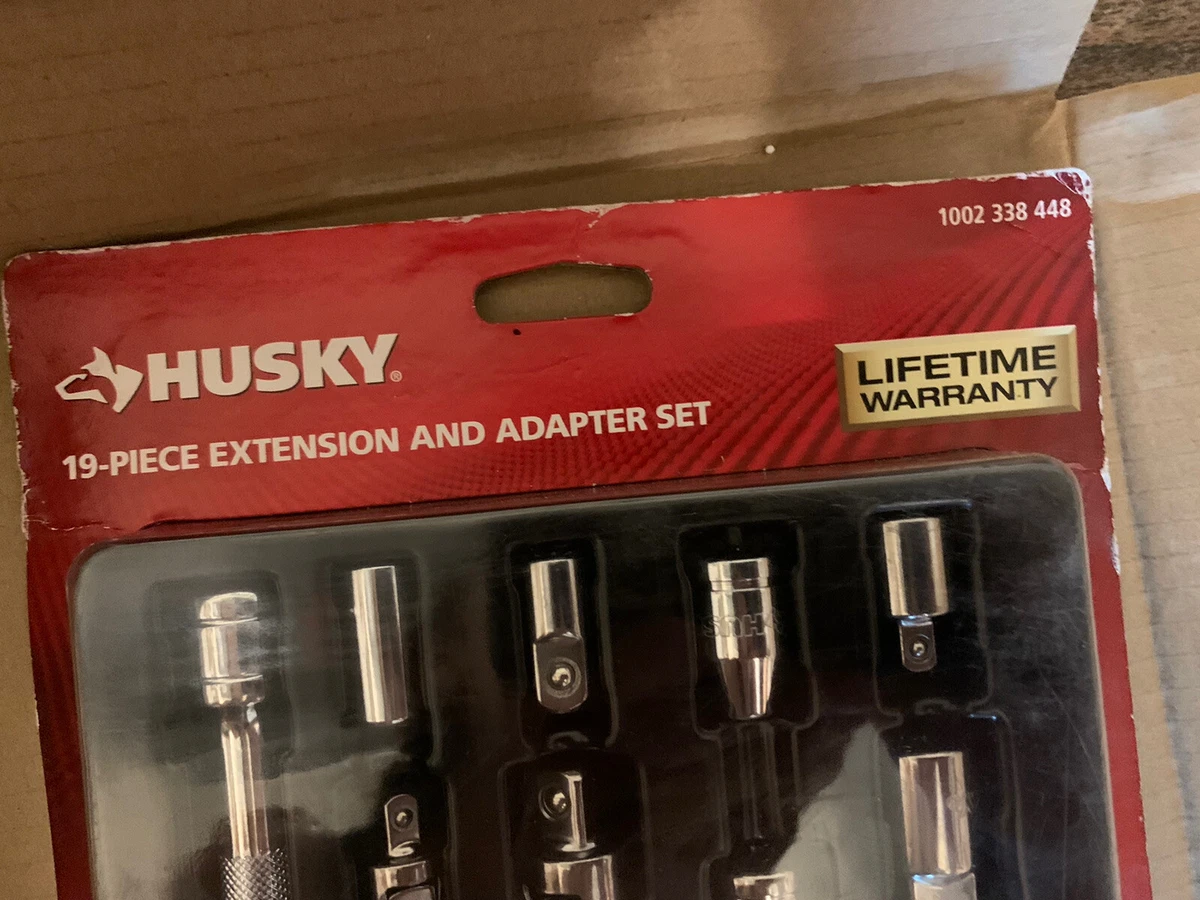 1002 338 448
HUSKY®
LIFETIME
WARRANTY
19-PIECE EXTENSION AND ADAPTER SET